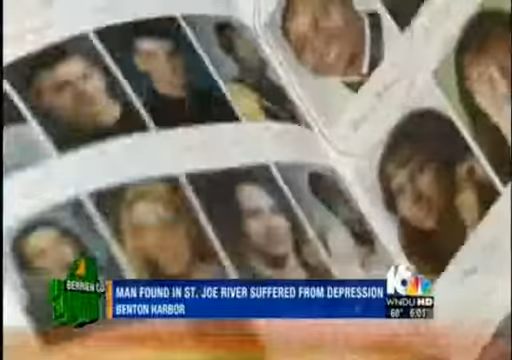 BERRIEN CO.
MAN FOUND IN ST. JOE RIVER SUFFERED FROM DEPRESSION
BENTON HARBOR
16
WNDU HD
60° 6:01